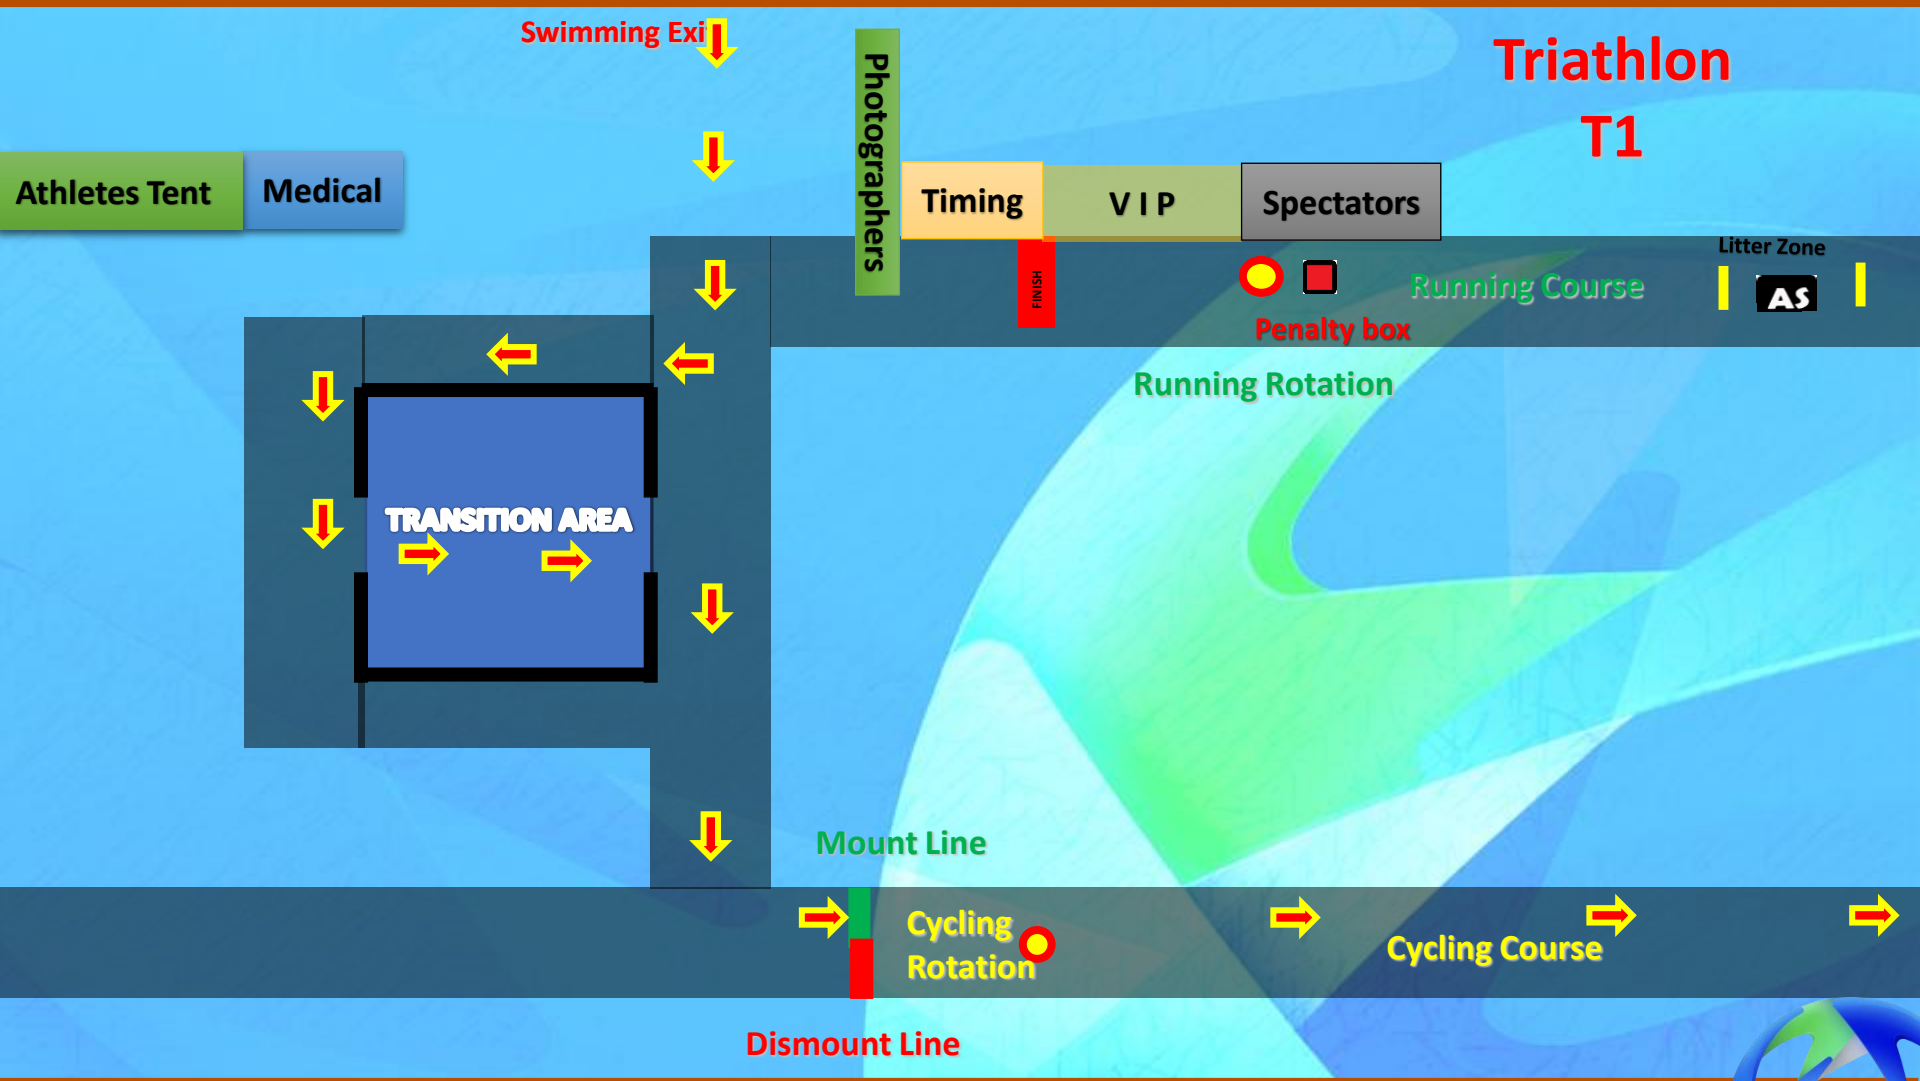 Swimming Exi
Triathlon
T1
Photographers
Athletes Tent
Medical
Timing
V I P
Spectators
Litter Zone
FINISH
Running Course
AS
Penalty box
Running Rotation
TRANSITION AREA
Mount Line
Cycling
Rotation
Cycling Course
Dismount Line